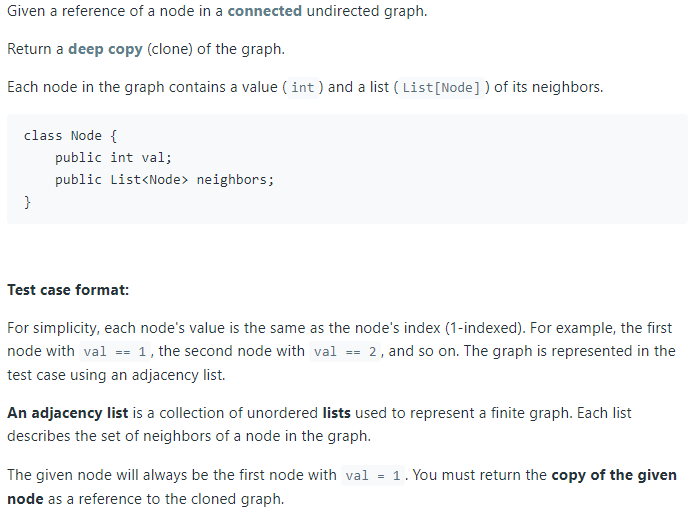 Given a reference of a node in a connected undirected graph.
Return a deep copy (clone) of the graph.
Each node in the graph contains a value ( int ) and a list ( List[Node] ) of its neighbors.
class Node {
    public int val;
    public List<Node> neighbors;
}
Test case format:
For simplicity, each node's value is the same as the node's index (1-indexed). For example, the first
node with val == 1 , the second node with val == 2 , and so on. The graph is represented in the
test case using an adjacency list.
An adjacency list is a collection of unordered lists used to represent a finite graph. Each list
describes the set of neighbors of a node in the graph.
The given node will always be the first node with val = 1 . You must return the copy of the given
node as a reference to the cloned graph.